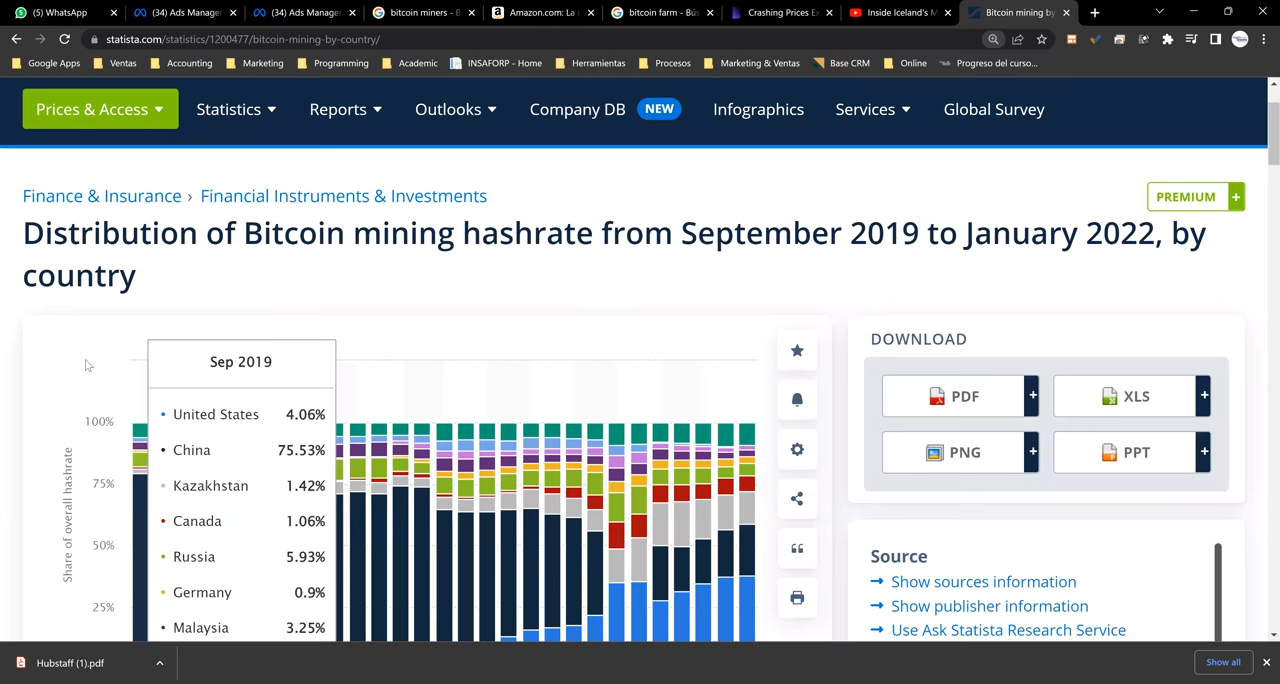 (5) WhatsApp
(34) Ads Manage
(34) Ads Manage
bitcoin miners - B
Amazon.com: La
bitcoin farm - Bús
Crashing Prices E
Inside Iceland's M
Bitcoin mining by
statista.com/statistics/1200477/bitcoin-mining-by-country/
Google Apps
Ventas
Accounting
Marketing
Programming
Academic
INSAFORP - Home
Herramientas
Procesos
Marketing & Ventas
Base CRM
Online
Progreso del curso...
Prices & Access
Statistics
Reports
Outlooks
Company DB NEW
Infographics
Services
Global Survey
Finance & Insurance › Financial Instruments & Investments
PREMIUM +
Distribution of Bitcoin mining hashrate from September 2019 to January 2022, by
country
Sep 2019
• United States 4.06%
• China 75.53%
• Kazakhstan 1.42%
• Canada 1.06%
• Russia 5.93%
• Germany 0.9%
• Malaysia 3.25%
100%
75%
50%
25%
Share of overall hashrate
DOWNLOAD
PDF +
XLS +
PNG +
PPT +
Source
→ Show sources information
→ Show publisher information
→ Use Ask Statista Research Service
Hubstaff (1).pdf
Show all